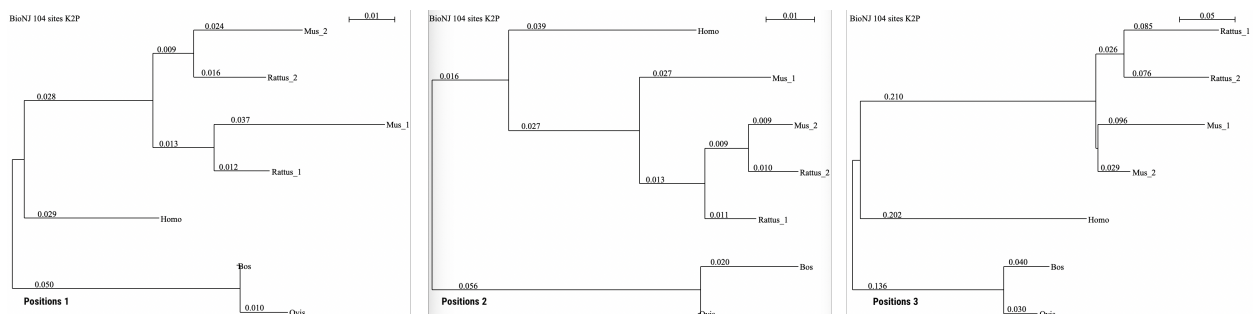 BioNJ 104 sites K2P
0.01
0.024
Mus_2
0.009
0.016
Rattus_2
0.028
0.037
Mus_1
0.013
0.012
Rattus_1
0.029
Homo
Bos
0.050
0.010
Ovis
Positions 1
BioNJ 104 sites K2P
0.01
0.039
Homo
0.016
0.027
Mus_1
0.027
0.009
Mus_2
0.009
0.010
Rattus_2
0.013
0.011
Rattus_1
0.020
Bos
0.056
Ovis
Positions 2
BioNJ 104 sites K2P
0.05
0.085
Rattus_1
0.026
0.076
Rattus_2
0.210
0.096
Mus_1
0.029
Mus_2
0.202
Homo
0.040
Bos
0.136
0.030
Ovis
Positions 3